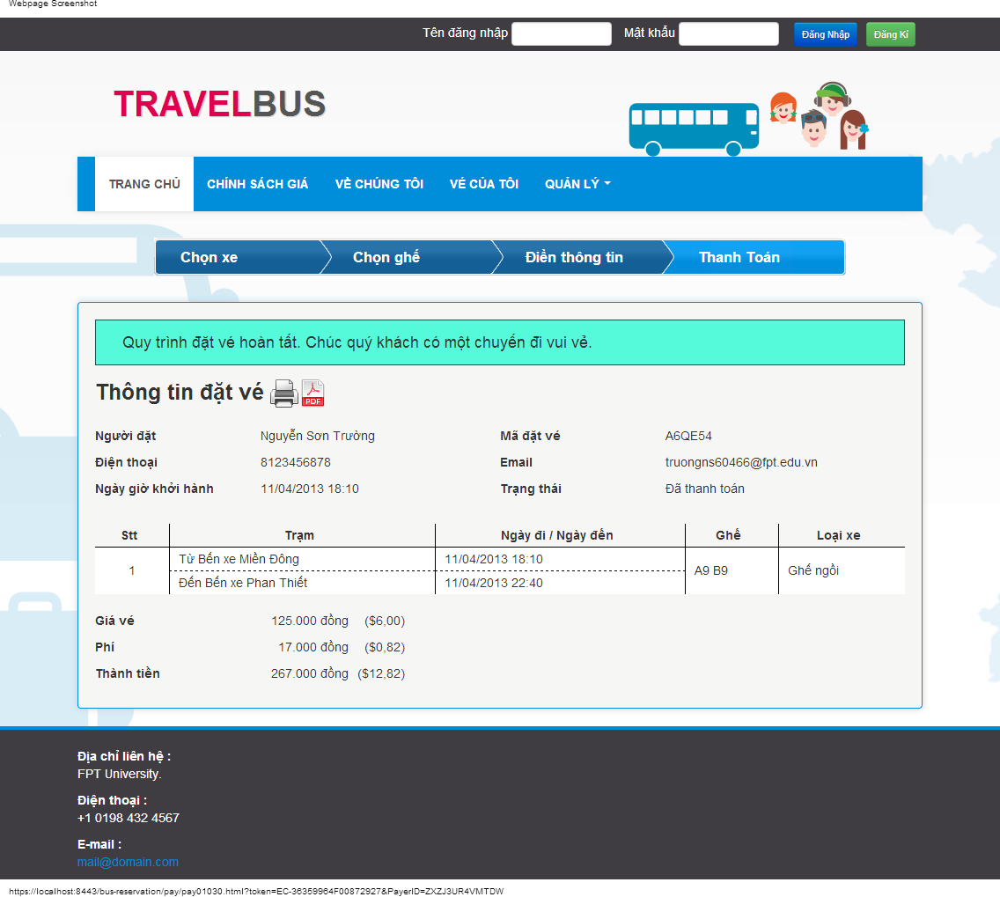 Webpage Screenshot
Tên đăng nhập Mật khẩu Đăng Nhập Đăng Kí
TRAVELBUS
TRANG CHỦ CHÍNH SÁCH GIÁ VỀ CHÚNG TÔI VÉ CỦA TÔI QUẢN LÝ
Chọn xe Chọn ghế Điền thông tin Thanh Toán
Quy trình đặt vé hoàn tất. Chúc quý khách có một chuyến đi vui vẻ.
Thông tin đặt vé PDF
Người đặt Nguyễn Sơn Trường Mã đặt vé A6QE54
Điện thoại 8123456878 Email truongns60466@fpt.edu.vn
Ngày giờ khởi hành 11/04/2013 18:10 Trạng thái Đã thanh toán
Stt Trạm Ngày đi / Ngày đến Ghế Loại xe
1 Từ Bến xe Miền Đông 11/04/2013 18:10 A9 B9 Ghế ngồi
Đến Bến xe Phan Thiết 11/04/2013 22:40
Giá vé 125.000 đồng ($6,00)
Phí 17.000 đồng ($0,82)
Thành tiền 267.000 đồng ($12,82)
Địa chỉ liên hệ :
FPT University.
Điện thoại :
+1 0198 432 4567
E-mail :
mail@domain.com
https://localhost:8443/bus-reservation/pay/pay01030.html?token=EC-36359964F00872927&PayerID=ZXZJ3UR4VMTDW